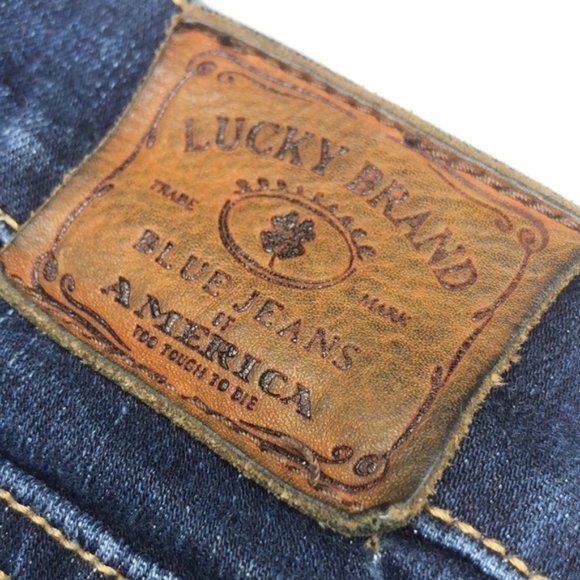 LUCKY BRAND
TRADE MARK
BLUE JEANS
OF
AMERICA
TOO TOUGH TO DIE